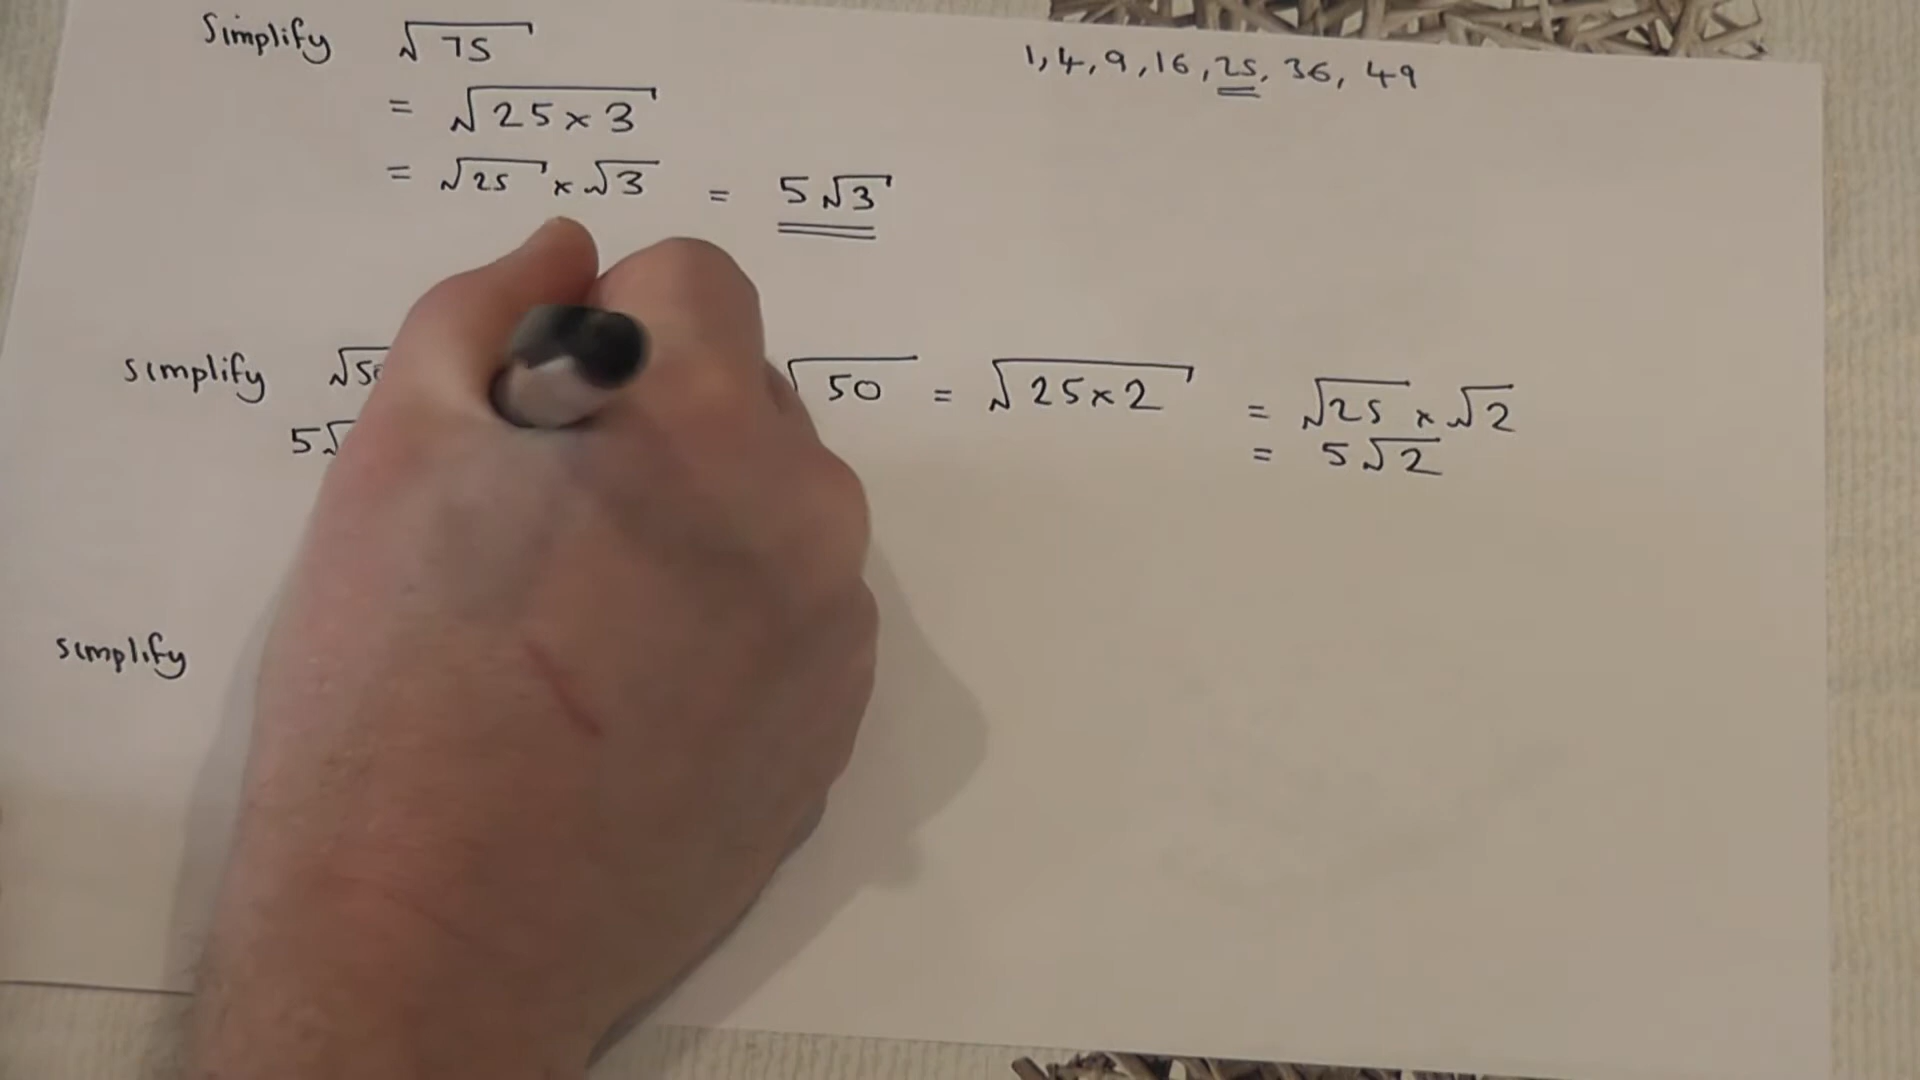 Simplify √75
1, 4, 9, 16, 25, 36, 49
= √25 × 3
= √25 × √3 = 5√3
simplify √50 = √25×2 = √25 × √2
5√
= 5√2
simplify